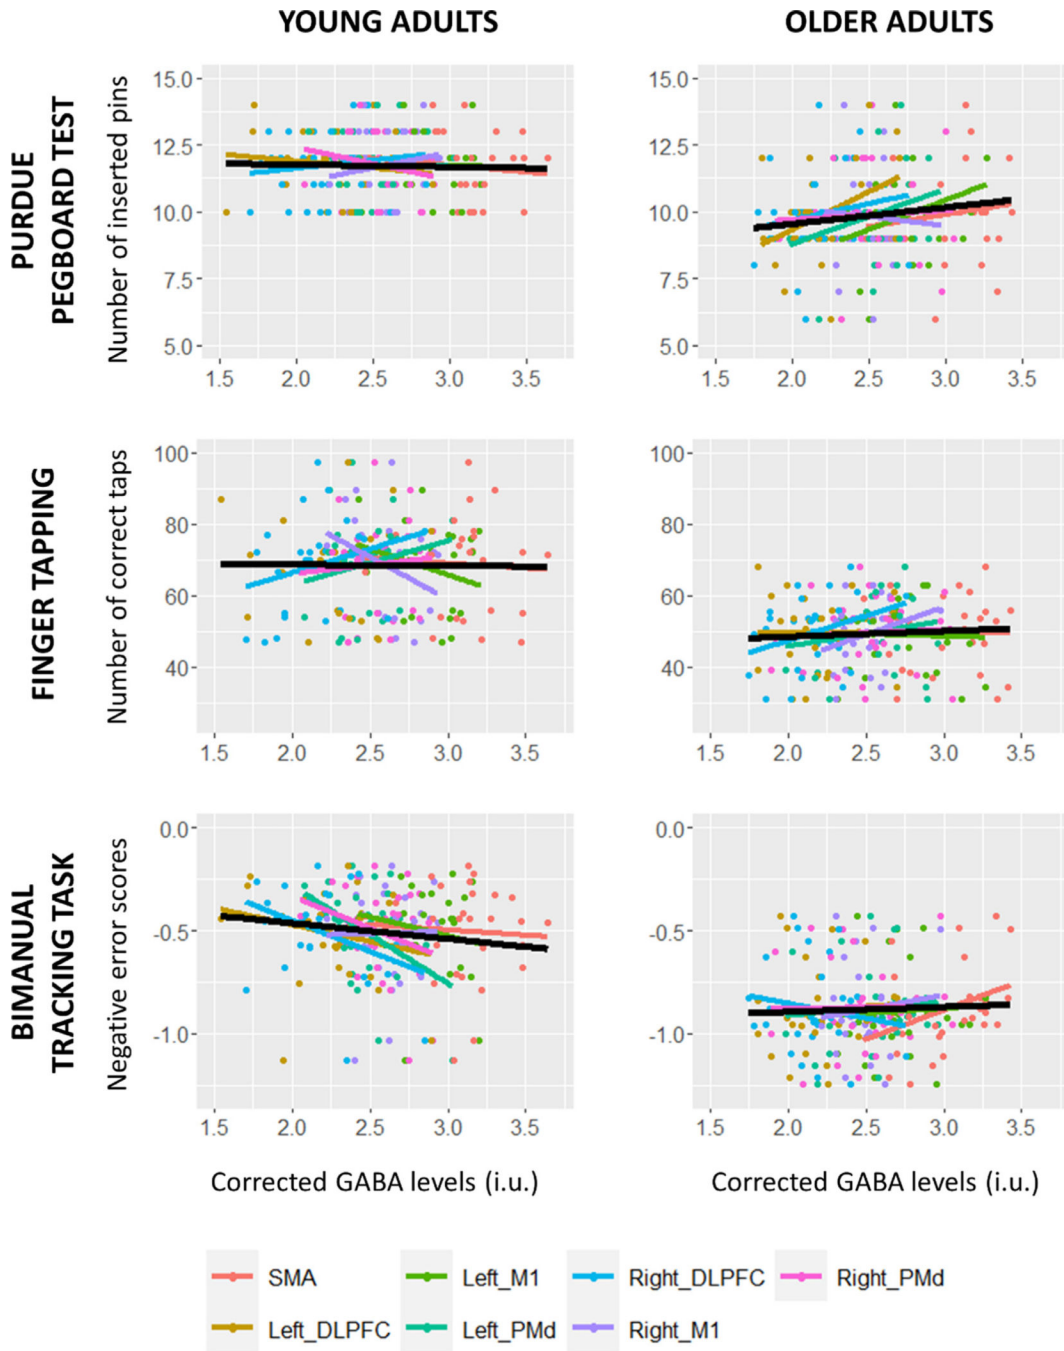 YOUNG ADULTS
OLDER ADULTS
PURDUE
PEGBOARD TEST
Number of inserted pins
15.0
12.5
10.0
7.5
5.0
1.5 2.0 2.5 3.0 3.5
15.0
12.5
10.0
7.5
5.0
1.5 2.0 2.5 3.0 3.5
FINGER TAPPING
Number of correct taps
100
80
60
40
1.5 2.0 2.5 3.0 3.5
100
80
60
40
1.5 2.0 2.5 3.0 3.5
BIMANUAL
TRACKING TASK
Negative error scores
0.0
-0.5
-1.0
1.5 2.0 2.5 3.0 3.5
0.0
-0.5
-1.0
1.5 2.0 2.5 3.0 3.5
Corrected GABA levels (i.u.)
Corrected GABA levels (i.u.)
SMA Left_M1 Right_DLPFC Right_PMd
Left_DLPFC Left_PMd Right_M1